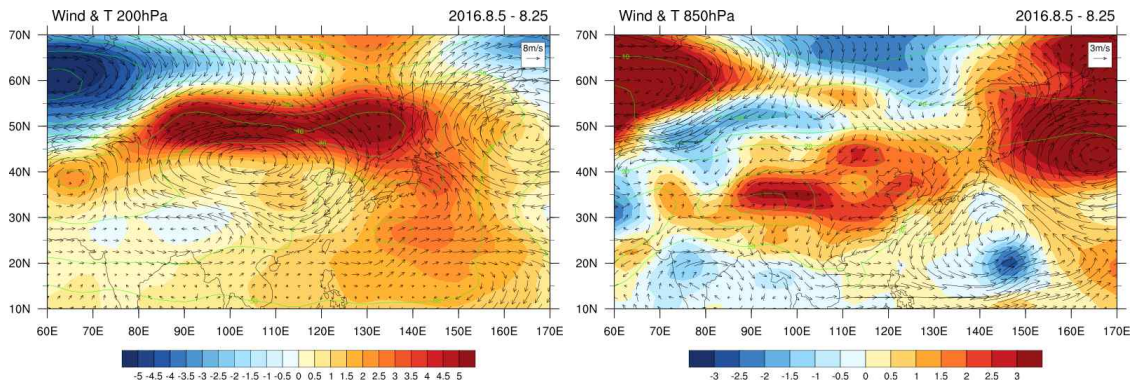 Wind & T 200hPa 2016.8.5 - 8.25
8m/s
70N
60N
50N
40N
30N
20N
10N
60E 70E 80E 90E 100E 110E 120E 130E 140E 150E 160E 170E
-5 -4.5 -4 -3.5 -3 -2.5 -2 -1.5 -1 -0.5 0 0.5 1 1.5 2 2.5 3 3.5 4 4.5 5
Wind & T 850hPa 2016.8.5 - 8.25
3m/s
70N
60N
50N
40N
30N
20N
10N
60E 70E 80E 90E 100E 110E 120E 130E 140E 150E 160E 170E
-3 -2.5 -2 -1.5 -1 -0.5 0 0.5 1 1.5 2 2.5 3